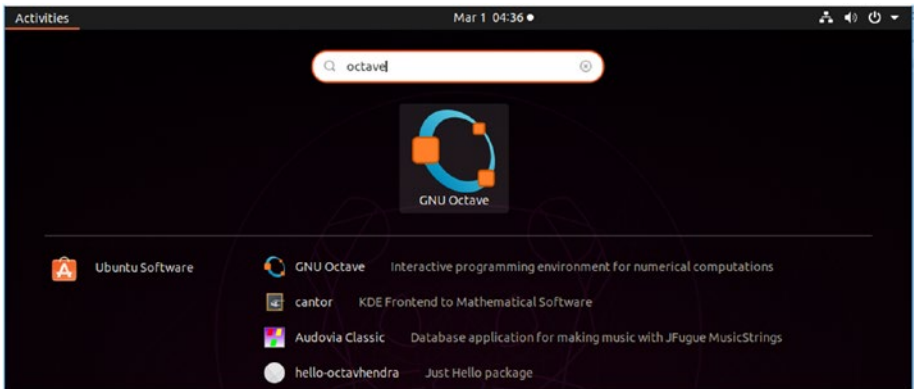 Activities Mar 1 04:36
octave
GNU Octave
Ubuntu Software GNU Octave Interactive programming environment for numerical computations
cantor KDE Frontend to Mathematical Software
Audovia Classic Database application for making music with JFugue MusicStrings
hello-octavhendra Just Hello package